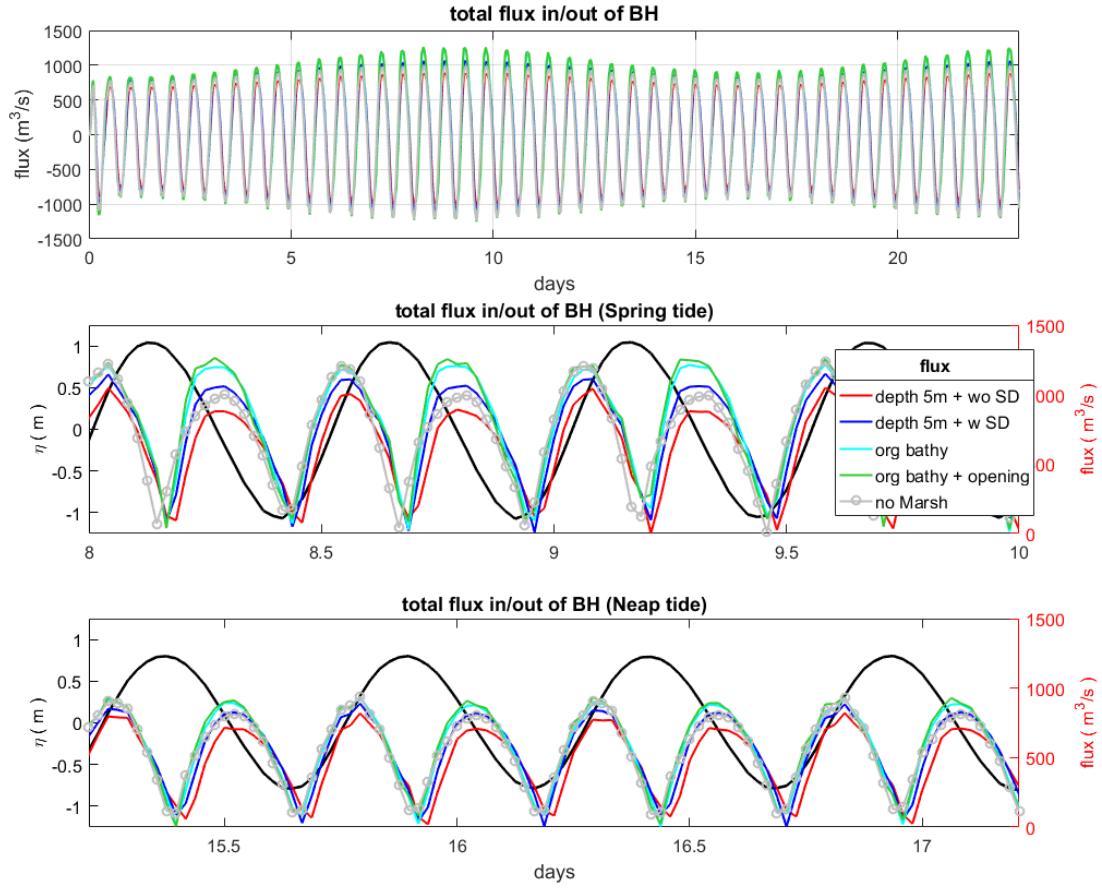 total flux in/out of BH
1500
1000
500
0
-500
-1000
-1500
flux (m³/s)
0 5 10 15 20
days
total flux in/out of BH (Spring tide)
1
0.5
0
-0.5
-1
η ( m )
1500
000
00
0
flux ( m³/s )
flux
depth 5m + wo SD
depth 5m + w SD
org bathy
org bathy + opening
no Marsh
8 8.5 9 9.5 10
total flux in/out of BH (Neap tide)
1
0.5
0
-0.5
-1
η ( m )
1500
1000
500
0
flux ( m³/s )
15.5 16 16.5 17
days